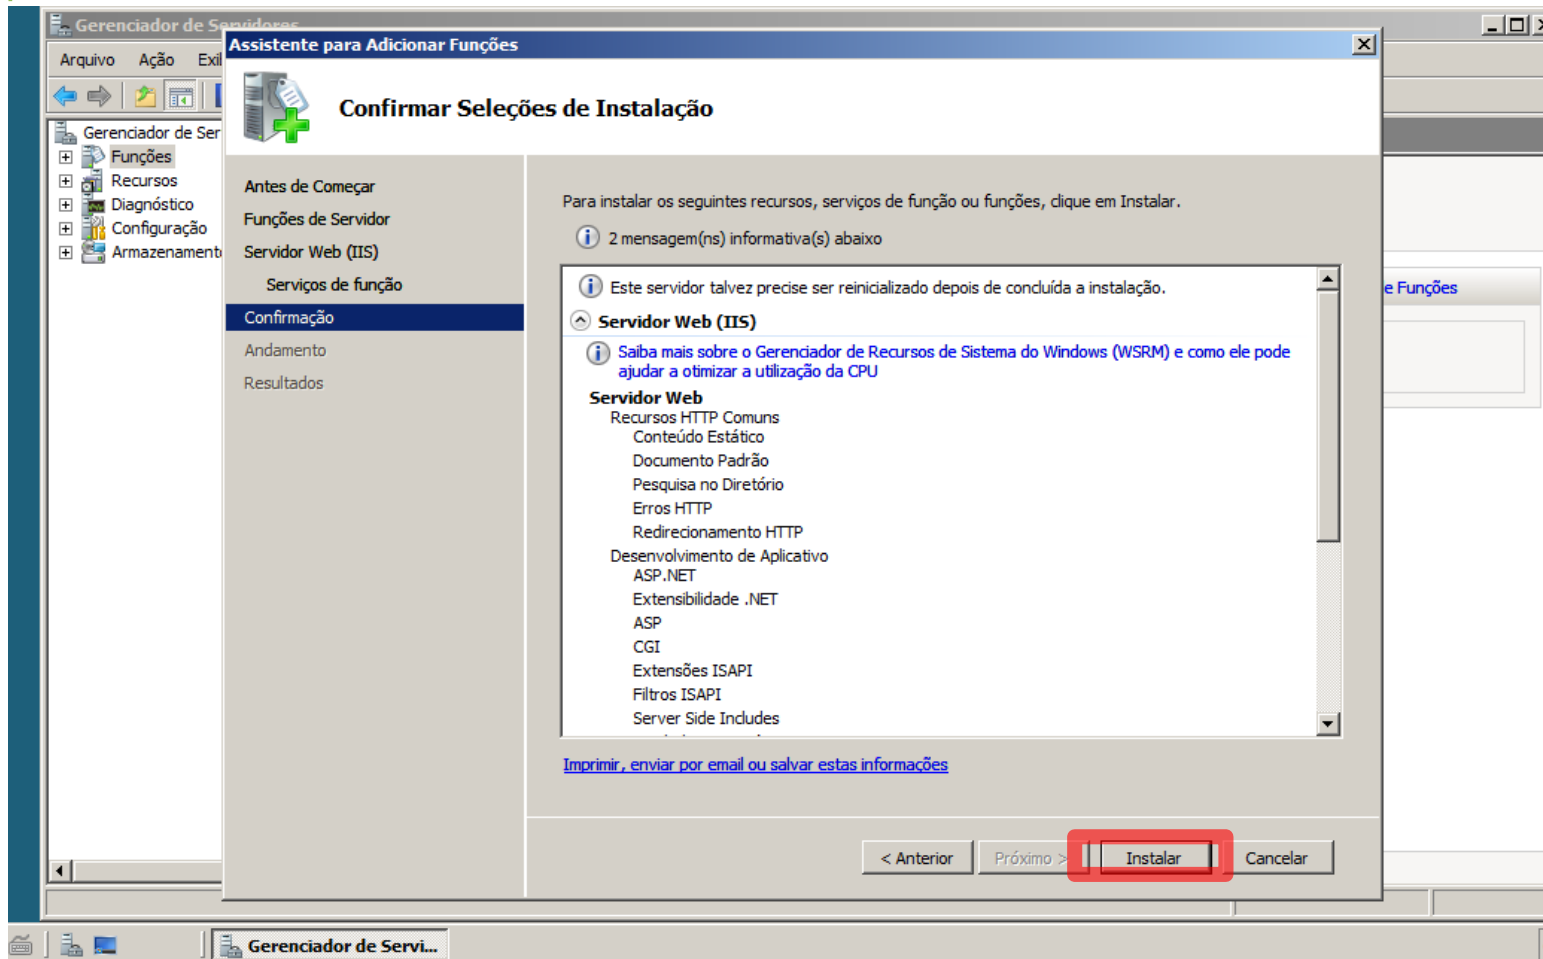 Gerenciador de Servidores
Assistente para Adicionar Funções
Arquivo Ação
Confirmar Seleções de Instalação
Gerenciador de Ser
Funções
Recursos
Diagnóstico
Configuração
Armazenament
Antes de Começar
Funções de Servidor
Servidor Web (IIS)
Serviços de função
Confirmação
Andamento
Resultados
Para instalar os seguintes recursos, serviços de função ou funções, clique em Instalar.
2 mensagem(ns) informativa(s) abaixo
Este servidor talvez precise ser reinicializado depois de concluída a instalação.
Servidor Web (IIS)
Saiba mais sobre o Gerenciador de Recursos de Sistema do Windows (WSRM) e como ele pode
ajudar a otimizar a utilização da CPU
Servidor Web
Recursos HTTP Comuns
Conteúdo Estático
Documento Padrão
Pesquisa no Diretório
Erros HTTP
Redirecionamento HTTP
Desenvolvimento de Aplicativo
ASP.NET
Extensibilidade .NET
ASP
CGI
Extensões ISAPI
Filtros ISAPI
Server Side Includes
Imprimir, enviar por email ou salvar estas informações
e Funções
< Anterior Próximo > Instalar Cancelar
Gerenciador de Servi...